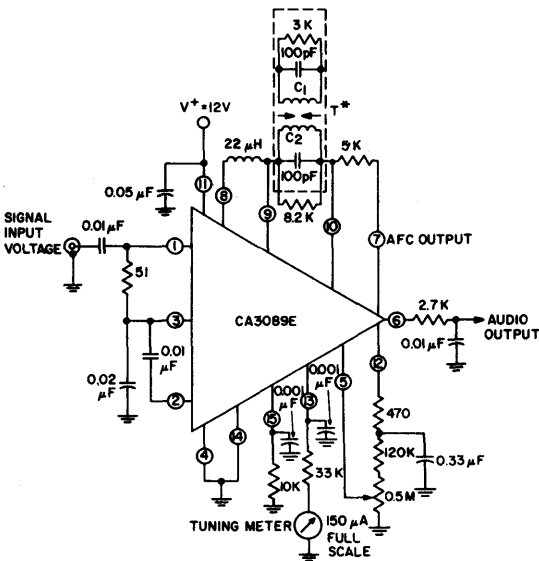 3K
100pF
C1
T*
C2
100pF
8.2K
V+=12V
22 µH
5K
0.05 µF
11
8
9
10
7
AFC OUTPUT
SIGNAL
INPUT
VOLTAGE
0.01µF
1
51
3
CA3089E
6
2.7K
AUDIO
OUTPUT
0.01µF
0.01
µF
0.02
µF
2
0.001
µF
0.001
µF
5
12
15
13
4
14
470
120K
0.33 µF
10K
33K
0.5M
TUNING METER
150 µA
FULL
SCALE